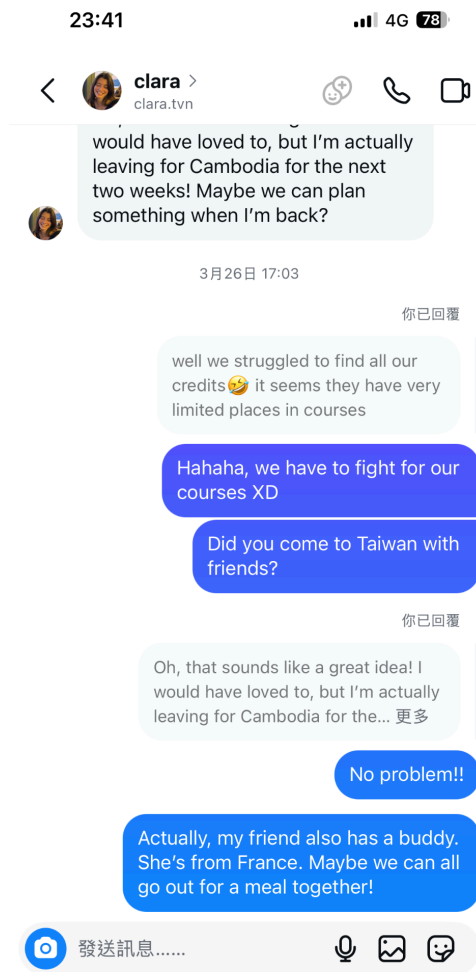 23:41
4G 78
clara
clara.tvn
would have loved to, but I'm actually
leaving for Cambodia for the next
two weeks! Maybe we can plan
something when I'm back?
3月26日 17:03
你已回覆
well we struggled to find all our
credits🤣 it seems they have very
limited places in courses
Hahaha, we have to fight for our
courses XD
Did you come to Taiwan with
friends?
你已回覆
Oh, that sounds like a great idea! I
would have loved to, but I'm actually
leaving for Cambodia for the... 更多
No problem!!
Actually, my friend also has a buddy.
She's from France. Maybe we can all
go out for a meal together!
發送訊息......